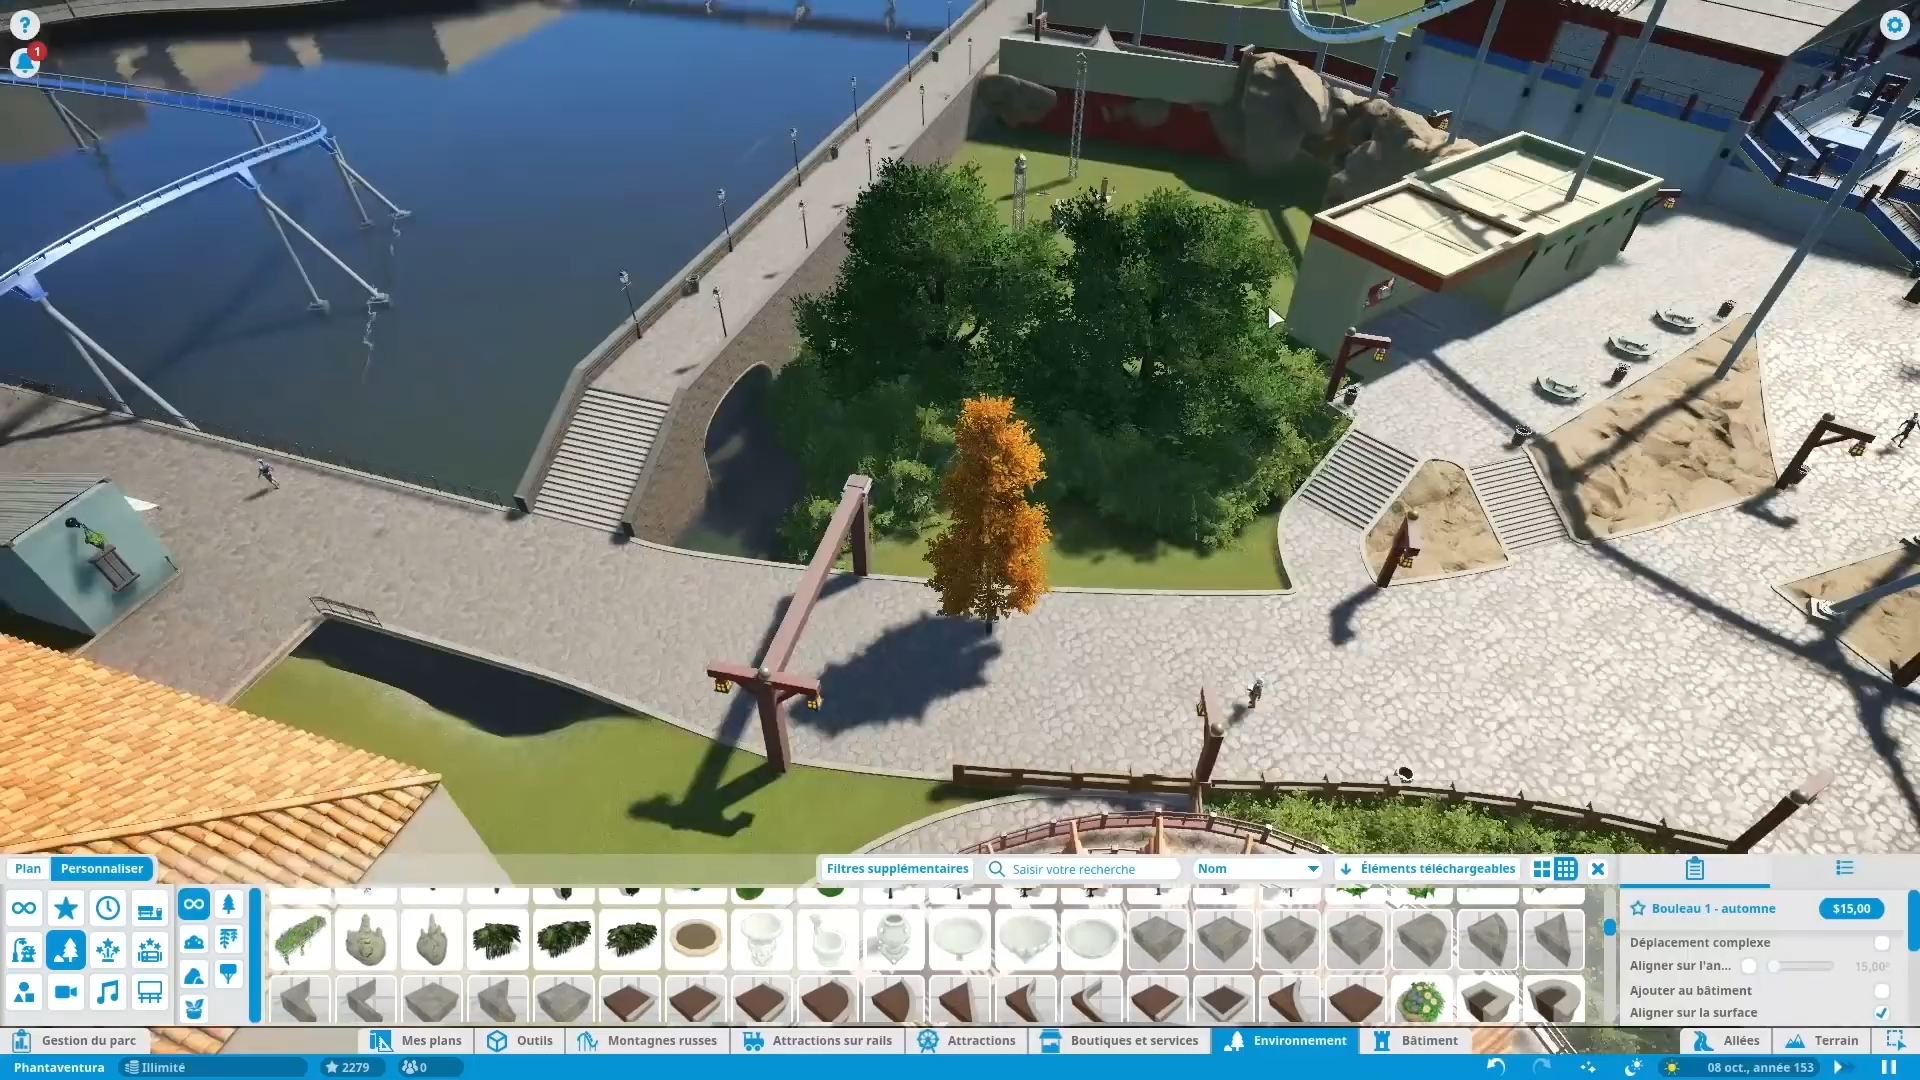 ?
1
Plan
Personnaliser
Filtres supplémentaires
Saisir votre recherche
Nom
Éléments téléchargeables
Bouleau 1 - automne
$15,00
Déplacement complexe
Aligner sur l'an...
15,00°
Ajouter au bâtiment
Aligner sur la surface
Gestion du parc
Mes plans
Outils
Montagnes russes
Attractions sur rails
Attractions
Boutiques et services
Environnement
Bâtiment
Allées
Terrain
Phantaventura
Illimité
2279
0
08 oct., année 153